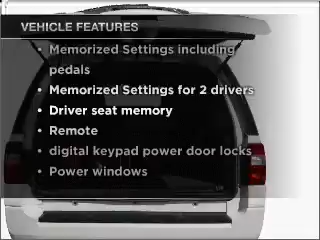 VEHICLE FEATURES
• Memorized Settings including
pedals
• Memorized Settings for 2 drivers
• Driver seat memory
• Remote
• digital keypad power door locks
• Power windows